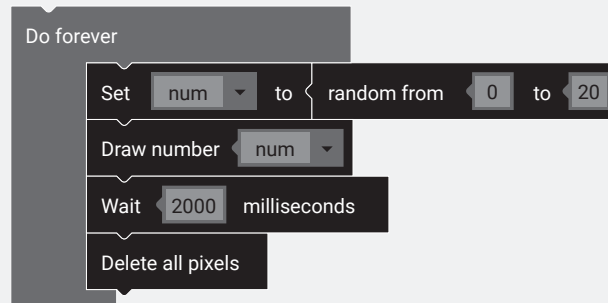 Do forever
Set num to random from 0 to 20
Draw number num
Wait 2000 milliseconds
Delete all pixels